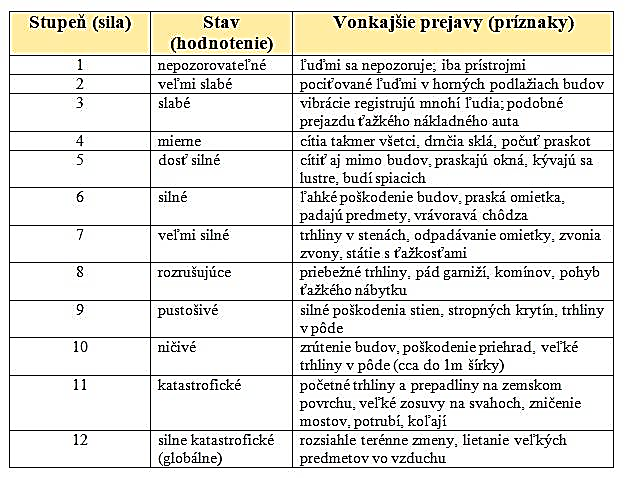 Stupeň (sila) Stav (hodnotenie) Vonkajšie prejavy (príznaky)
1 nepozorovateľné ľuďmi sa nepozoruje; iba prístrojmi
2 veľmi slabé pociťované ľuďmi v horných podlažiach budov
3 slabé vibrácie registrujú mnohí ľudia; podobné
prejazdu ťažkého nákladného auta
4 mierne cítia takmer všetci, drnčia sklá, počuť praskot
5 dosť silné cítiť aj mimo budov, praskajú okná, kývajú sa
lustre, budí spiacich
6 silné ľahké poškodenie budov, praská omietka,
padajú predmety, vrávoravá chôdza
7 veľmi silné trhliny v stenách, odpadávanie omietky, zvonia
zvony, státie s ťažkosťami
8 rozrušujúce priebežné trhliny, pád garniží, komínov, pohyb
ťažkého nábytku
9 pustošivé silné poškodenia stien, stropných krytín, trhliny
v pôde
10 ničivé zrútenie budov, poškodenie priehrad, veľké
trhliny v pôde (cca do 1m šírky)
11 katastrofické početné trhliny a prepadliny na zemskom
povrchu, veľké zosuvy na svahoch, zničenie
mostov, potrubí, koľají
12 silne katastrofické rozsiahle terénne zmeny, lietanie veľkých
(globálne) predmetov vo vzduchu